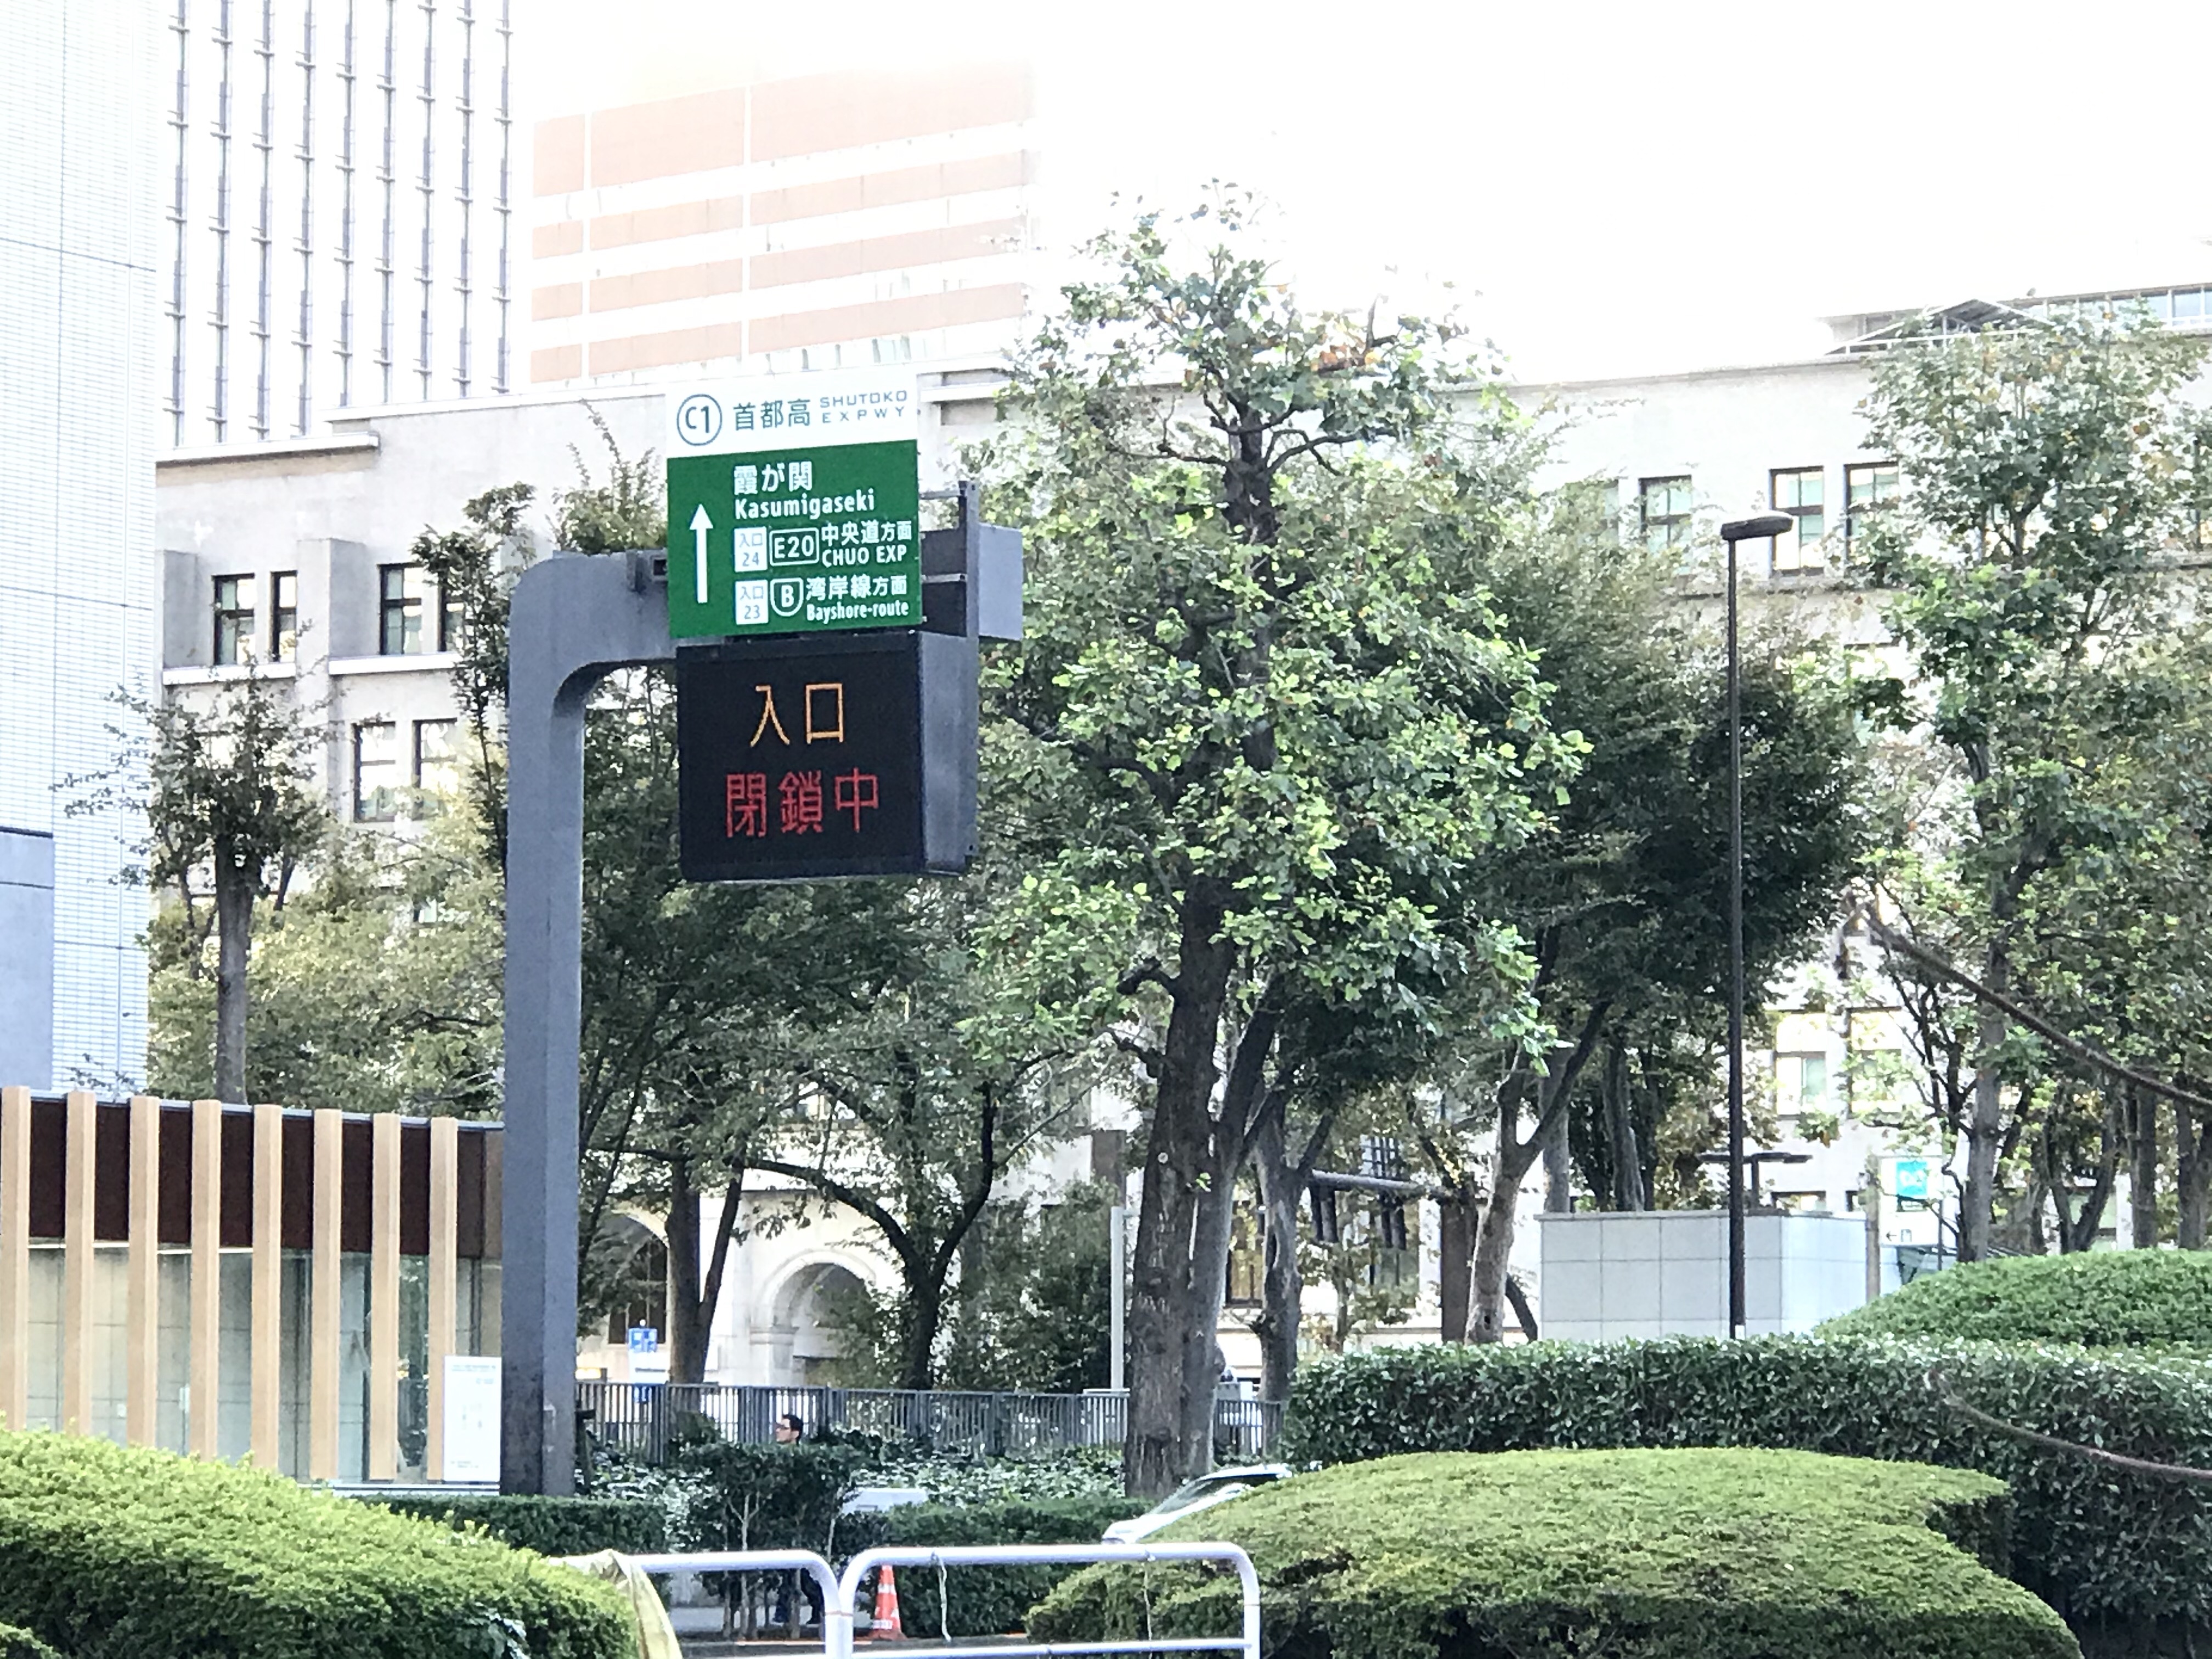 C1 首都高 SHUTOKO EXPWY
霞が関
Kasumigaseki
入口 24 E20 中央道方面 CHUO EXP
入口 23 B 湾岸線方面 Bayshore-route
入口
閉鎖中